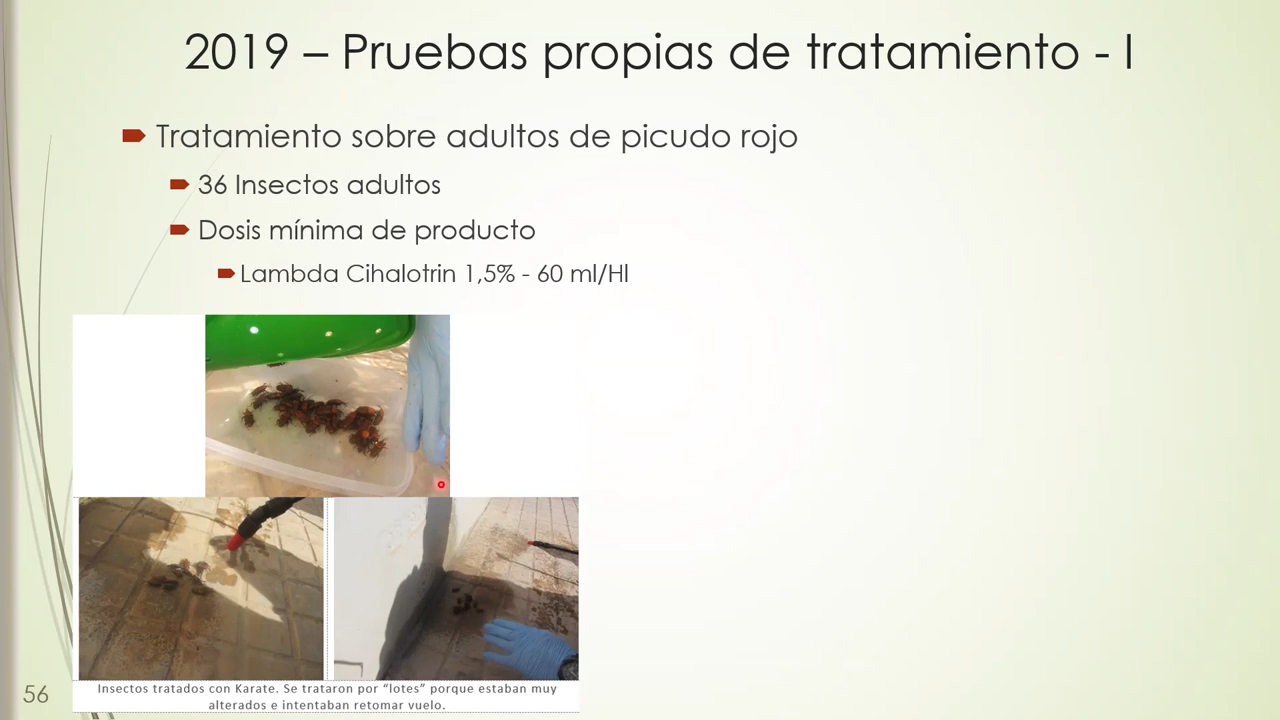 2019 – Pruebas propias de tratamiento - I
Tratamiento sobre adultos de picudo rojo
36 Insectos adultos
Dosis mínima de producto
Lambda Cihalotrin 1,5% - 60 ml/Hl
Insectos tratados con Karate. Se trataron por “lotes” porque estaban muy
alterados e intentaban retomar vuelo.
56